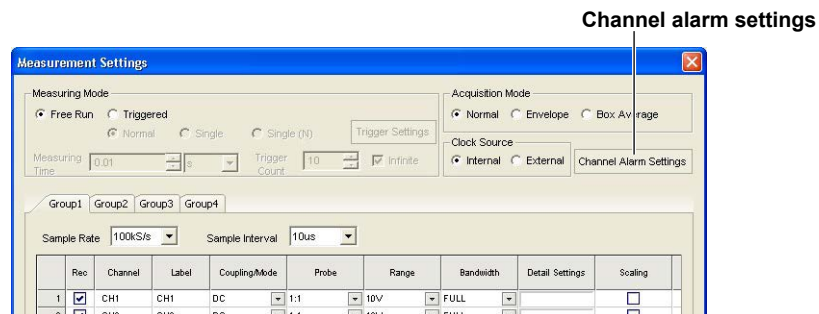 Channel alarm settings
Measurement Settings
Measuring Mode
Free Run Triggered
Normal Single Single (N) Trigger Settings
Measuring Time 0.01 s Trigger Count 10 Infinite
Acquisition Mode
Normal Envelope Box Average
Clock Source
Internal External Channel Alarm Settings
Group1 Group2 Group3 Group4
Sample Rate 100kS/s Sample Interval 10us
Rec Channel Label Coupling/Mode Probe Range Bandwidth Detail Settings Scaling
1 CH1 CH1 DC 1:1 10V FULL